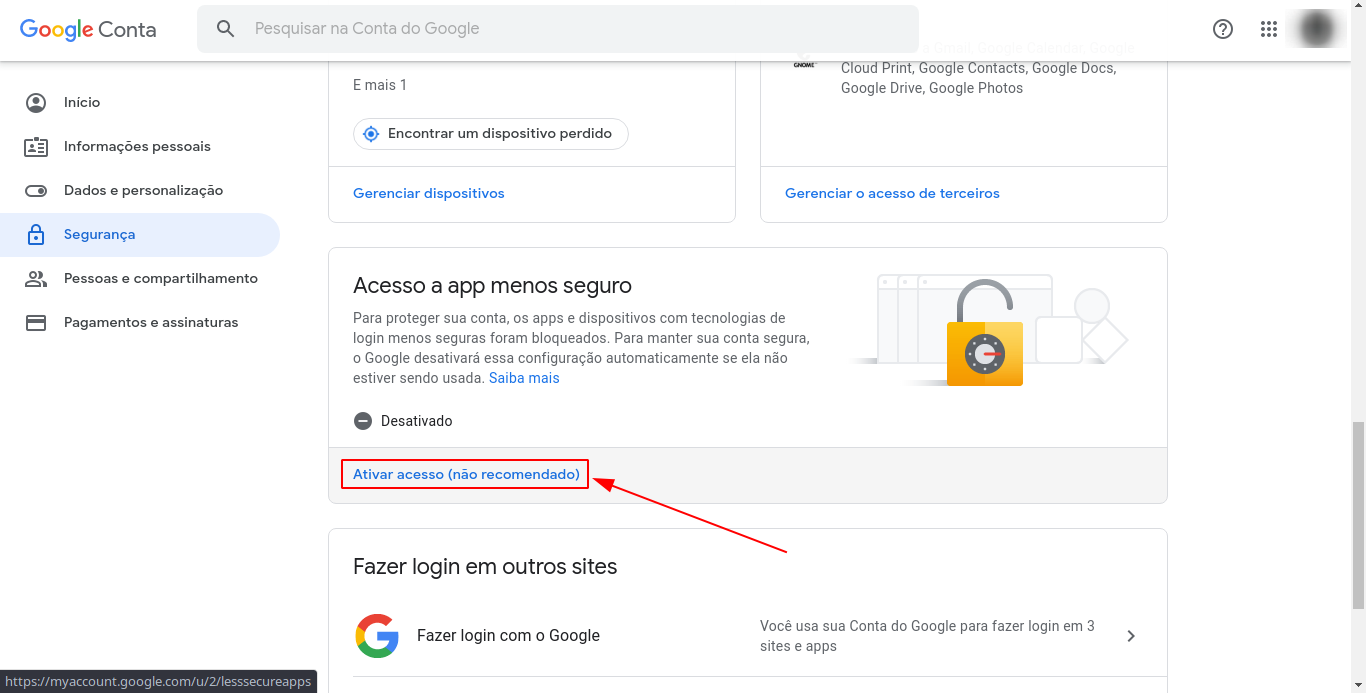 Google Conta
Pesquisar na Conta do Google
Início
Informações pessoais
Dados e personalização
Segurança
Pessoas e compartilhamento
Pagamentos e assinaturas
E mais 1
Encontrar um dispositivo perdido
Gerenciar dispositivos
GNOME
a Gmail, Google Calendar, Google
Cloud Print, Google Contacts, Google Docs,
Google Drive, Google Photos
Gerenciar o acesso de terceiros
Acesso a app menos seguro
Para proteger sua conta, os apps e dispositivos com tecnologias de
login menos seguras foram bloqueados. Para manter sua conta segura,
o Google desativará essa configuração automaticamente se ela não
estiver sendo usada. Saiba mais
Desativado
Ativar acesso (não recomendado)
Fazer login em outros sites
Fazer login com o Google
Você usa sua Conta do Google para fazer login em 3
sites e apps
https://myaccount.google.com/u/2/lesssecureapps